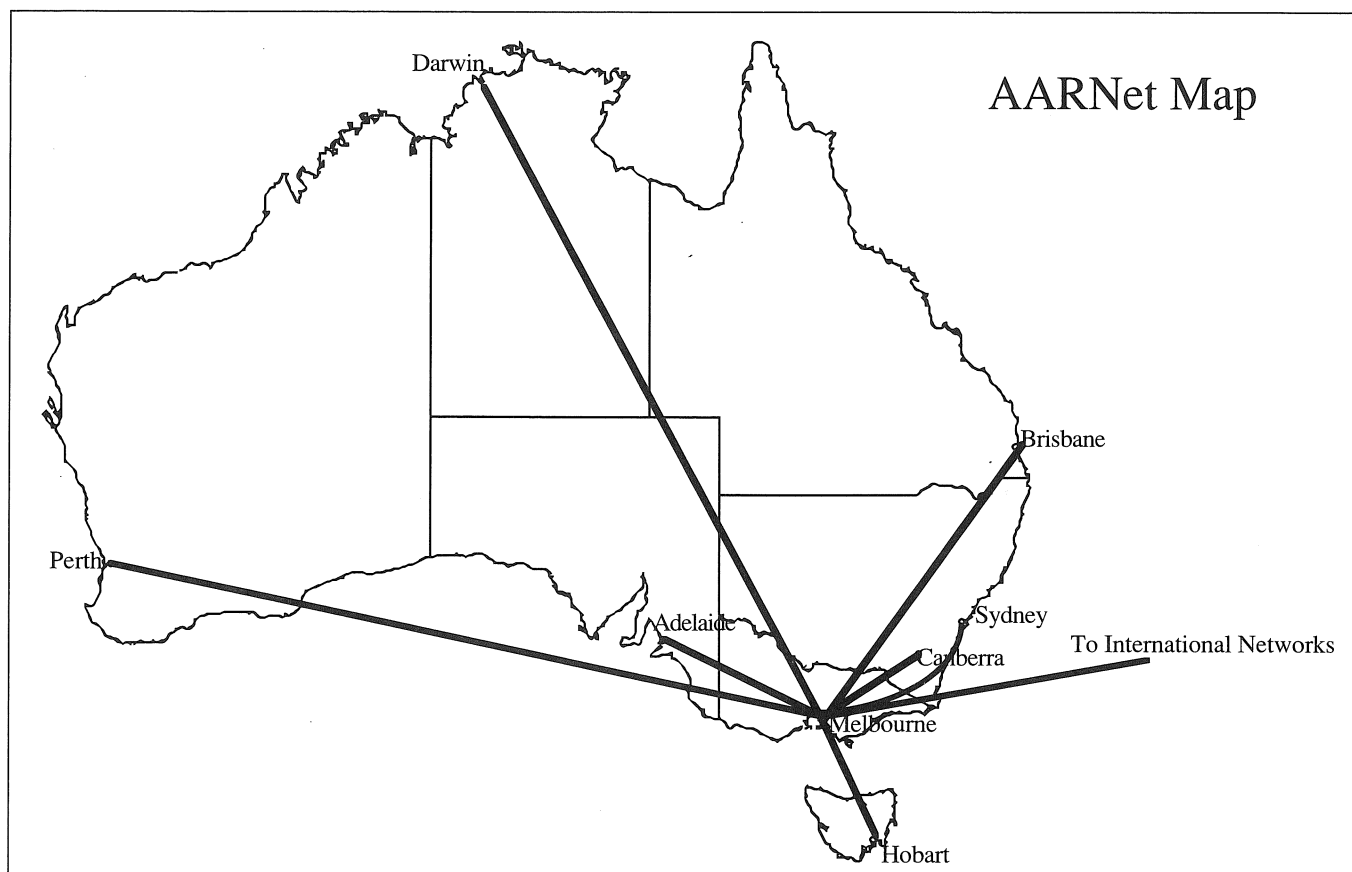 Darwin
AARNet Map
Brisbane
Perth
Adelaide
Sydney
To International Networks
Canberra
Melbourne
Hobart